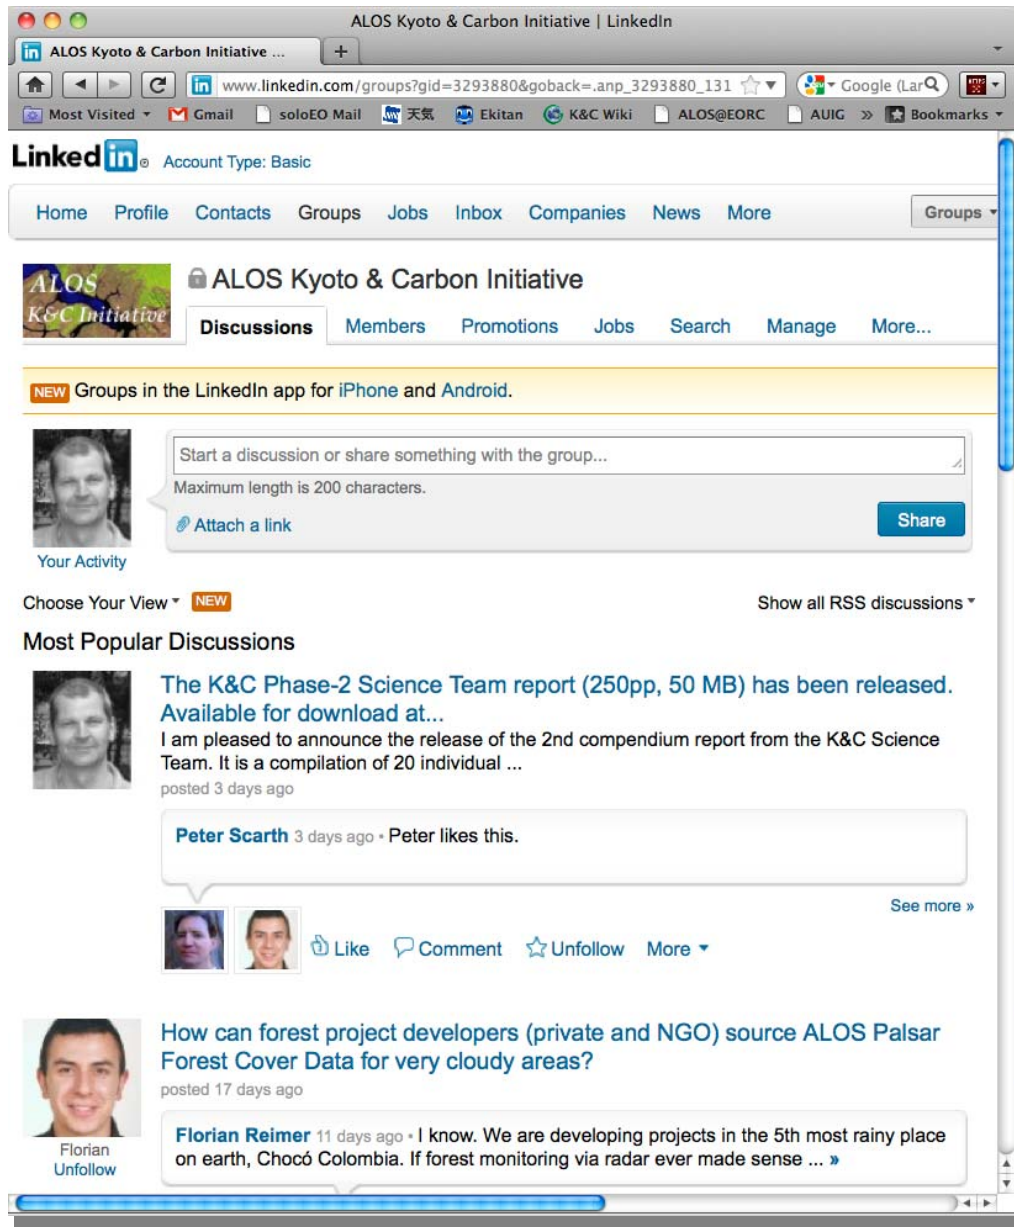 ALOS Kyoto & Carbon Initiative | LinkedIn
in ALOS Kyoto & Carbon Initiative ... +
in www.linkedin.com/groups?gid=3293880&goback=.anp_3293880_131 Google (Lar
Most Visited Gmail soloEO Mail 天気 Ekitan K&C Wiki ALOS@EORC AUIG » Bookmarks
Linked in ® Account Type: Basic
Home Profile Contacts Groups Jobs Inbox Companies News More Groups
ALOS
K&C Initiative
ALOS Kyoto & Carbon Initiative
Discussions Members Promotions Jobs Search Manage More...
NEW Groups in the LinkedIn app for iPhone and Android.
Start a discussion or share something with the group...
Maximum length is 200 characters.
Attach a link Share
Your Activity
Choose Your View NEW Show all RSS discussions
Most Popular Discussions
The K&C Phase-2 Science Team report (250pp, 50 MB) has been released.
Available for download at...
I am pleased to announce the release of the 2nd compendium report from the K&C Science
Team. It is a compilation of 20 individual ...
posted 3 days ago
Peter Scarth 3 days ago • Peter likes this.
See more »
Like Comment Unfollow More
How can forest project developers (private and NGO) source ALOS Palsar
Forest Cover Data for very cloudy areas?
posted 17 days ago
Florian
Unfollow
Florian Reimer 11 days ago • I know. We are developing projects in the 5th most rainy place
on earth, Chocó Colombia. If forest monitoring via radar ever made sense ... »